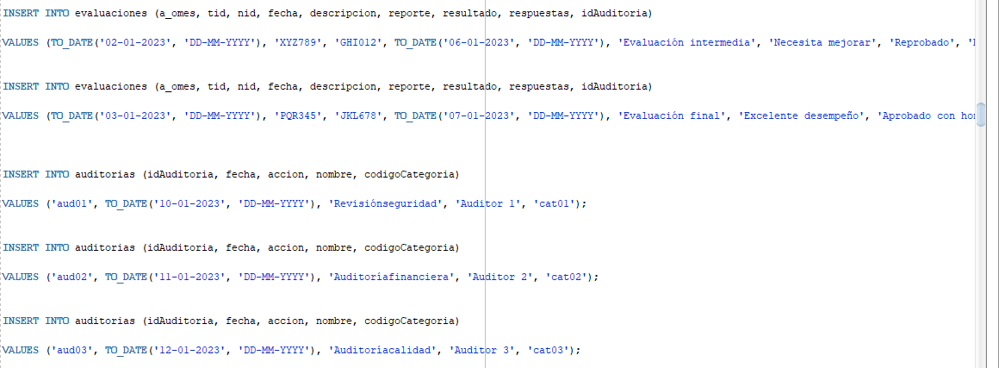 INSERT INTO evaluaciones (a_omes, tid, nid, fecha, descripcion, reporte, resultado, respuestas, idAuditoria)
VALUES (TO_DATE('02-01-2023', 'DD-MM-YYYY'), 'XYZ789', 'GHI012', TO_DATE('06-01-2023', 'DD-MM-YYYY'), 'Evaluación intermedia', 'Necesita mejorar', 'Reprobado',
INSERT INTO evaluaciones (a_omes, tid, nid, fecha, descripcion, reporte, resultado, respuestas, idAuditoria)
VALUES (TO_DATE('03-01-2023', 'DD-MM-YYYY'), 'PQR345', 'JKL678', TO_DATE('07-01-2023', 'DD-MM-YYYY'), 'Evaluación final', 'Excelente desempeño', 'Aprobado con
INSERT INTO auditorias (idAuditoria, fecha, accion, nombre, codigoCategoria)
VALUES ('aud01', TO_DATE('10-01-2023', 'DD-MM-YYYY'), 'Revisiónseguridad', 'Auditor 1', 'cat01');
INSERT INTO auditorias (idAuditoria, fecha, accion, nombre, codigoCategoria)
VALUES ('aud02', TO_DATE('11-01-2023', 'DD-MM-YYYY'), 'Auditoríafinanciera', 'Auditor 2', 'cat02');
INSERT INTO auditorias (idAuditoria, fecha, accion, nombre, codigoCategoria)
VALUES ('aud03', TO_DATE('12-01-2023', 'DD-MM-YYYY'), 'Auditoríacalidad', 'Auditor 3', 'cat03');